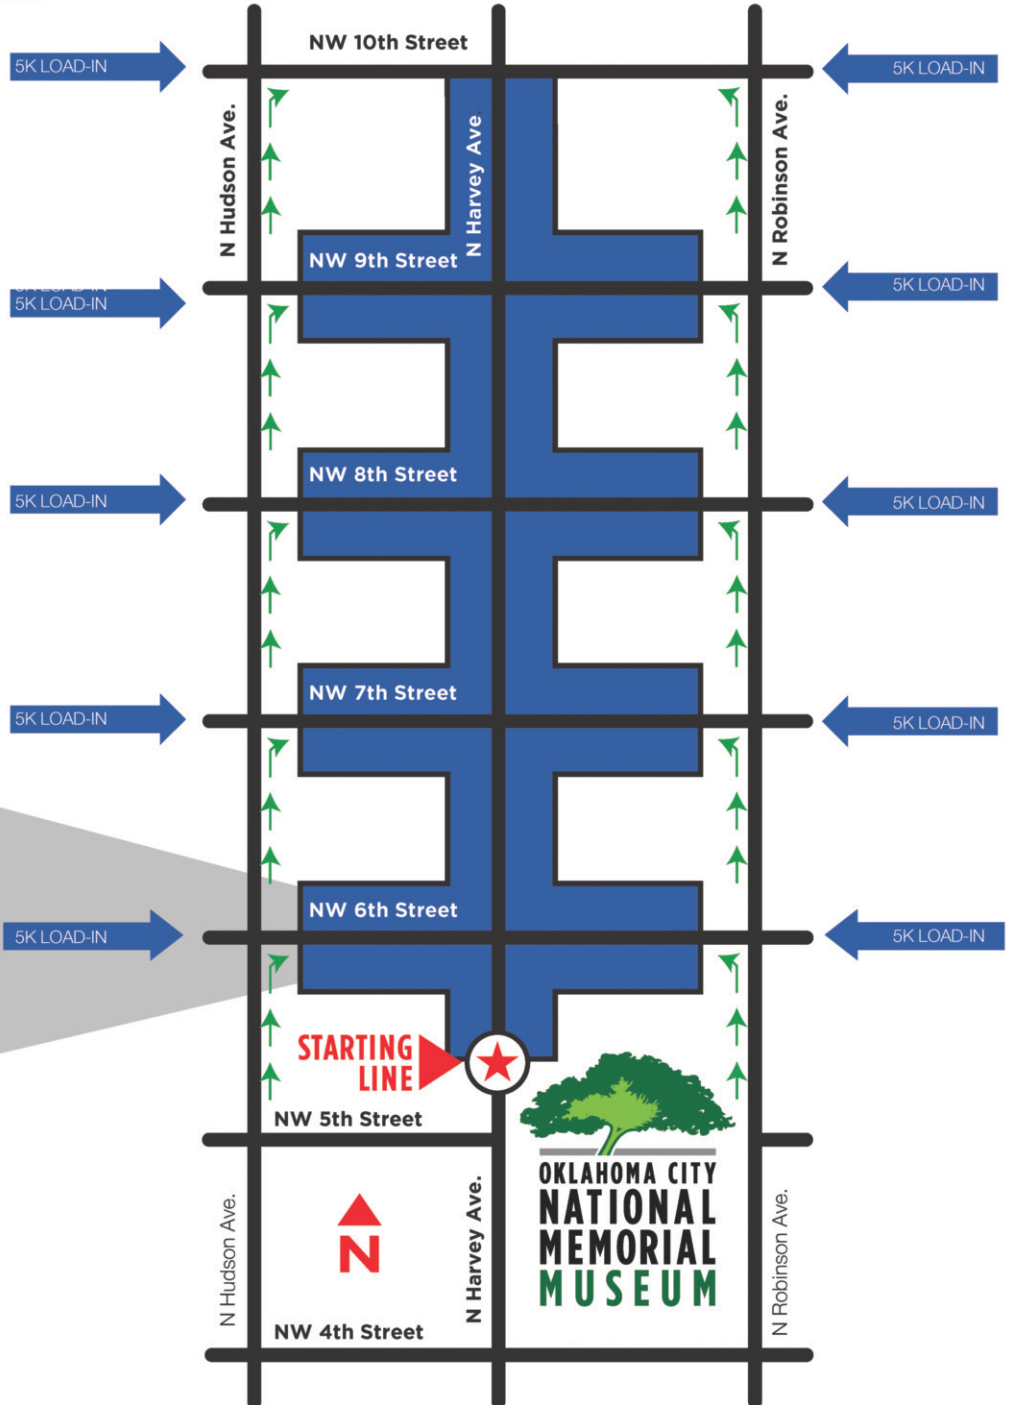 NW 10th Street
5K LOAD-IN
5K LOAD-IN
N Hudson Ave.
N Harvey Ave.
N Robinson Ave.
NW 9th Street
5K LOAD-IN
5K LOAD-IN
5K LOAD-IN
NW 8th Street
5K LOAD-IN
5K LOAD-IN
NW 7th Street
5K LOAD-IN
5K LOAD-IN
NW 6th Street
5K LOAD-IN
5K LOAD-IN
STARTING
LINE
NW 5th Street
OKLAHOMA CITY
NATIONAL
MEMORIAL
MUSEUM
N Hudson Ave.
N
N Harvey Ave.
N Robinson Ave.
NW 4th Street